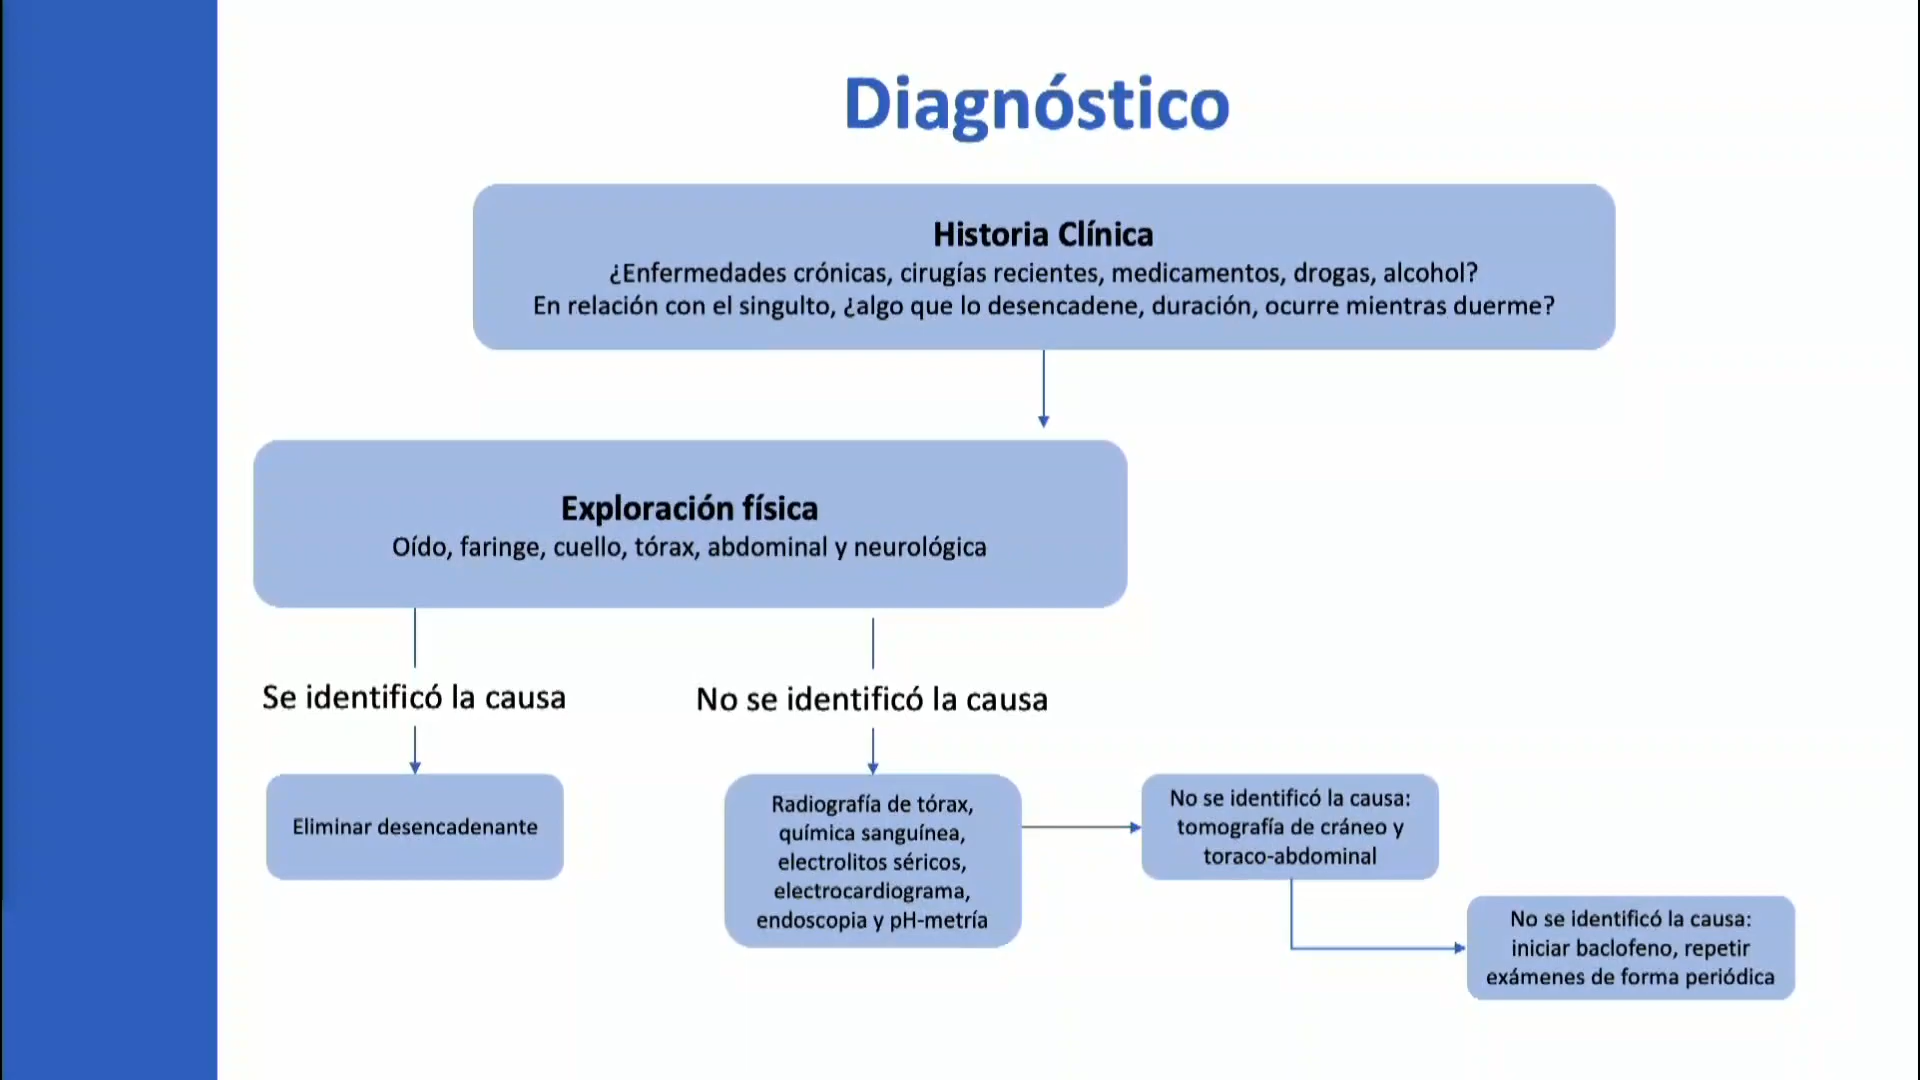 Diagnóstico
Historia Clínica
¿Enfermedades crónicas, cirugías recientes, medicamentos, drogas, alcohol?
En relación con el singulto, ¿algo que lo desencadene, duración, ocurre mientras duerme?
Exploración física
Oído, faringe, cuello, tórax, abdominal y neurológica
Se identificó la causa
No se identificó la causa
Eliminar desencadenante
Radiografía de tórax,
química sanguínea,
electrolitos séricos,
electrocardiograma,
endoscopia y pH-metría
No se identificó la causa:
tomografía de cráneo y
toraco-abdominal
No se identificó la causa:
iniciar baclofeno, repetir
exámenes de forma periódica